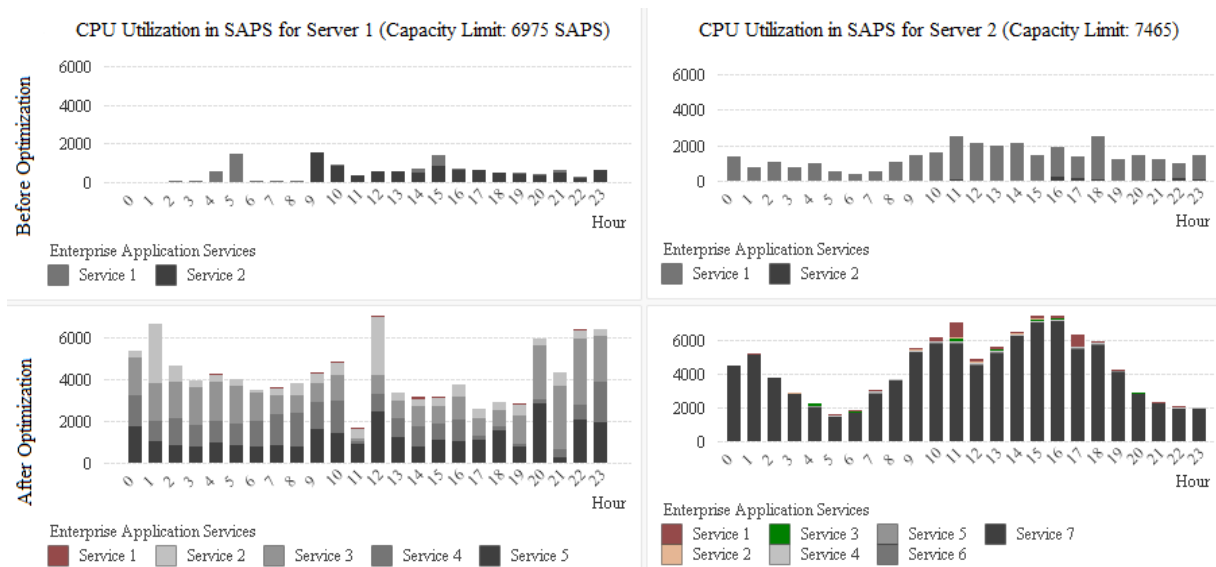 CPU Utilization in SAPS for Server 1 (Capacity Limit: 6975 SAPS)
CPU Utilization in SAPS for Server 2 (Capacity Limit: 7465)
Before Optimization
6000
4000
2000
0
0 1 2 3 4 5 6 7 8 9 10 11 12 13 14 15 16 17 18 19 20 21 22 23
Hour
Enterprise Application Services
Service 1 Service 2
6000
4000
2000
0
0 1 2 3 4 5 6 7 8 9 10 11 12 13 14 15 16 17 18 19 20 21 22 23
Hour
Enterprise Application Services
Service 1 Service 2
After Optimization
6000
4000
2000
0
0 1 2 3 4 5 6 7 8 9 10 11 12 13 14 15 16 17 18 19 20 21 22 23
Hour
Enterprise Application Services
Service 1 Service 2 Service 3 Service 4 Service 5
6000
4000
2000
0
0 1 2 3 4 5 6 7 8 9 10 11 12 13 14 15 16 17 18 19 20 21 22 23
Hour
Enterprise Application Services
Service 1 Service 3 Service 5 Service 7
Service 2 Service 4 Service 6